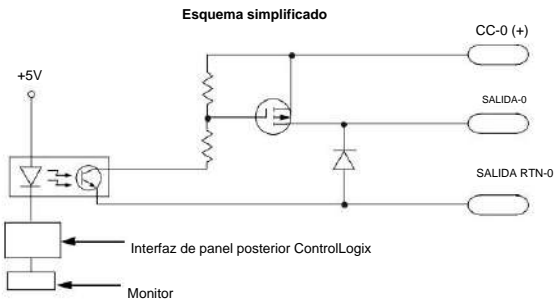 Esquema simplificado
CC-0 (+)
+5V
SALIDA-0
SALIDA RTN-0
Interfaz de panel posterior ControlLogix
Monitor